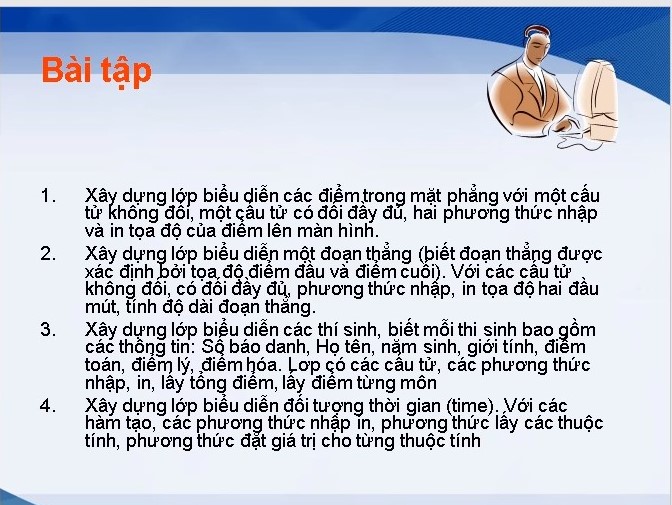 Bài tập
1. Xây dựng lớp biểu diễn các điểm trong mặt phẳng với một cấu
tử không đối, một cấu tử có đối đầy đủ, hai phương thức nhập
và in tọa độ của điểm lên màn hình.
2. Xây dựng lớp biểu diễn một đoạn thẳng (biết đoạn thẳng được
xác định bởi tọa độ điểm đầu và điểm cuối). Với các cấu tử
không đối, có đối đầy đủ, phương thức nhập, in tọa độ hai đầu
mút, tính độ dài đoạn thẳng.
3. Xây dựng lớp biểu diễn các thí sinh, biết mỗi thi sinh bao gồm
các thông tin: Số báo danh, Họ tên, năm sinh, giới tính, điểm
toán, điểm lý, điểm hóa. Lơp có các cấu tử, các phương thức
nhập, in, lấy tổng điểm, lấy điểm từng môn
4. Xây dựng lớp biểu diễn đối tượng thời gian (time). Với các
hàm tạo, các phương thức nhập in, phương thức lấy các thuộc
tính, phương thức đặt giá trị cho từng thuộc tính